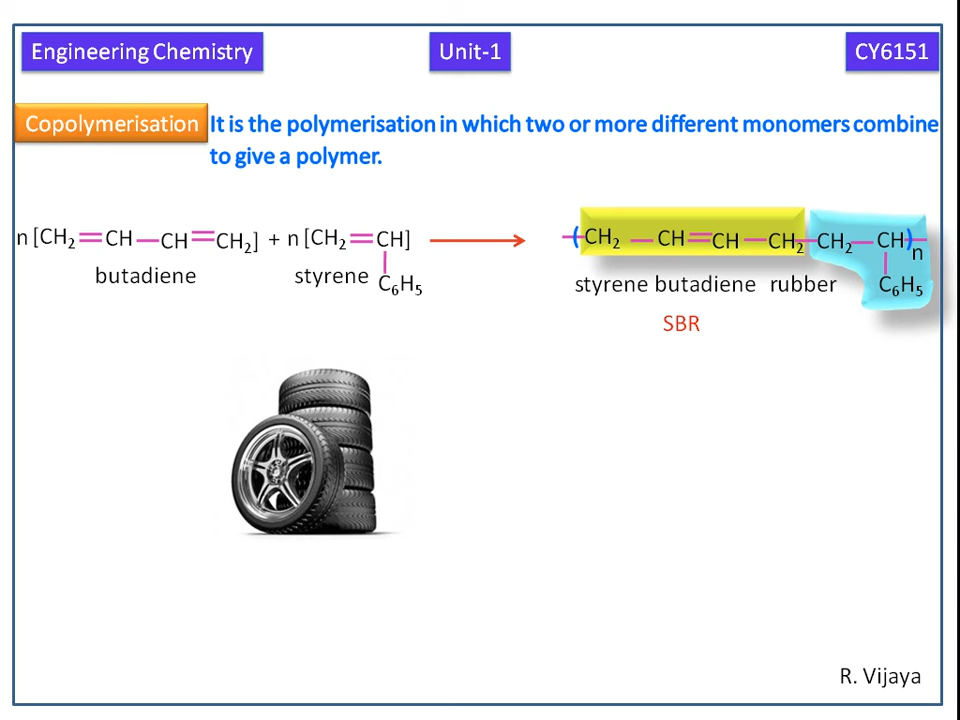 Engineering Chemistry Unit-1 CY6151
Copolymerisation It is the polymerisation in which two or more different monomers combine
to give a polymer.
n [CH₂=CH—CH=CH₂] + n [CH₂=CH] → (CH₂—CH=CH—CH₂—CH₂—CH)n
C₆H₅ C₆H₅
butadiene styrene styrene butadiene rubber
SBR
R. Vijaya